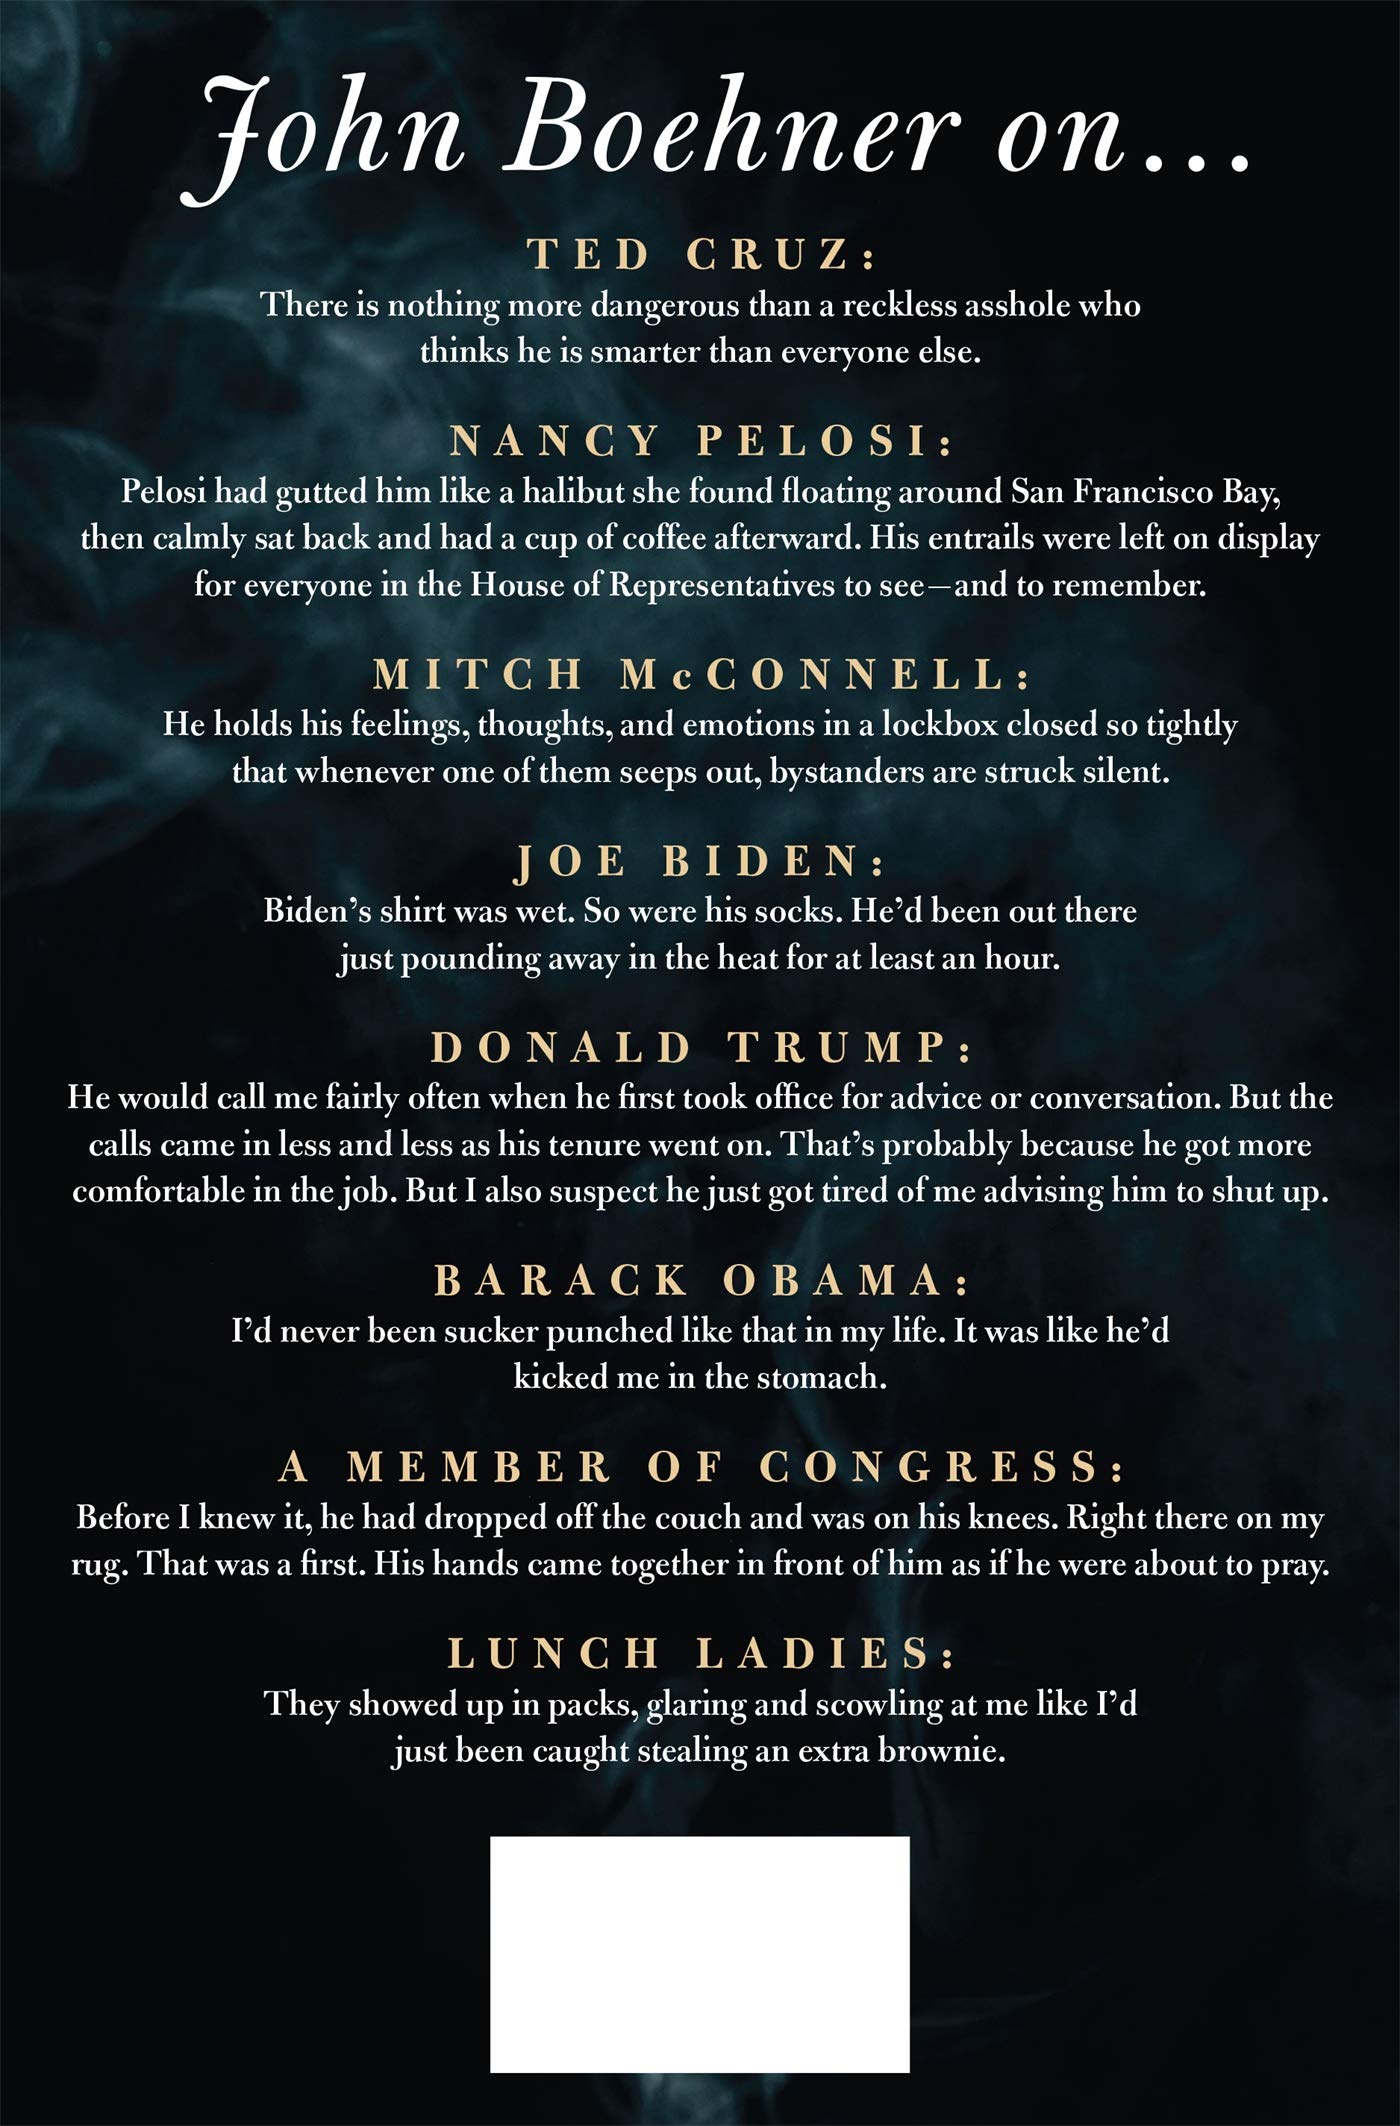 John Boehner on...
TED CRUZ:
There is nothing more dangerous than a reckless asshole who
thinks he is smarter than everyone else.
NANCY PELOSI:
Pelosi had gutted him like a halibut she found floating around San Francisco Bay,
then calmly sat back and had a cup of coffee afterward. His entrails were left on display
for everyone in the House of Representatives to see—and to remember.
MITCH McCONNELL:
He holds his feelings, thoughts, and emotions in a lockbox closed so tightly
that whenever one of them seeps out, bystanders are struck silent.
JOE BIDEN:
Biden’s shirt was wet. So were his socks. He’d been out there
just pounding away in the heat for at least an hour.
DONALD TRUMP:
He would call me fairly often when he first took office for advice or conversation. But the
calls came in less and less as his tenure went on. That’s probably because he got more
comfortable in the job. But I also suspect he just got tired of me advising him to shut up.
BARACK OBAMA:
I’d never been sucker punched like that in my life. It was like he’d
kicked me in the stomach.
A MEMBER OF CONGRESS:
Before I knew it, he had dropped off the couch and was on his knees. Right there on my
rug. That was a first. His hands came together in front of him as if he were about to pray.
LUNCH LADIES:
They showed up in packs, glaring and scowling at me like I’d
just been caught stealing an extra brownie.